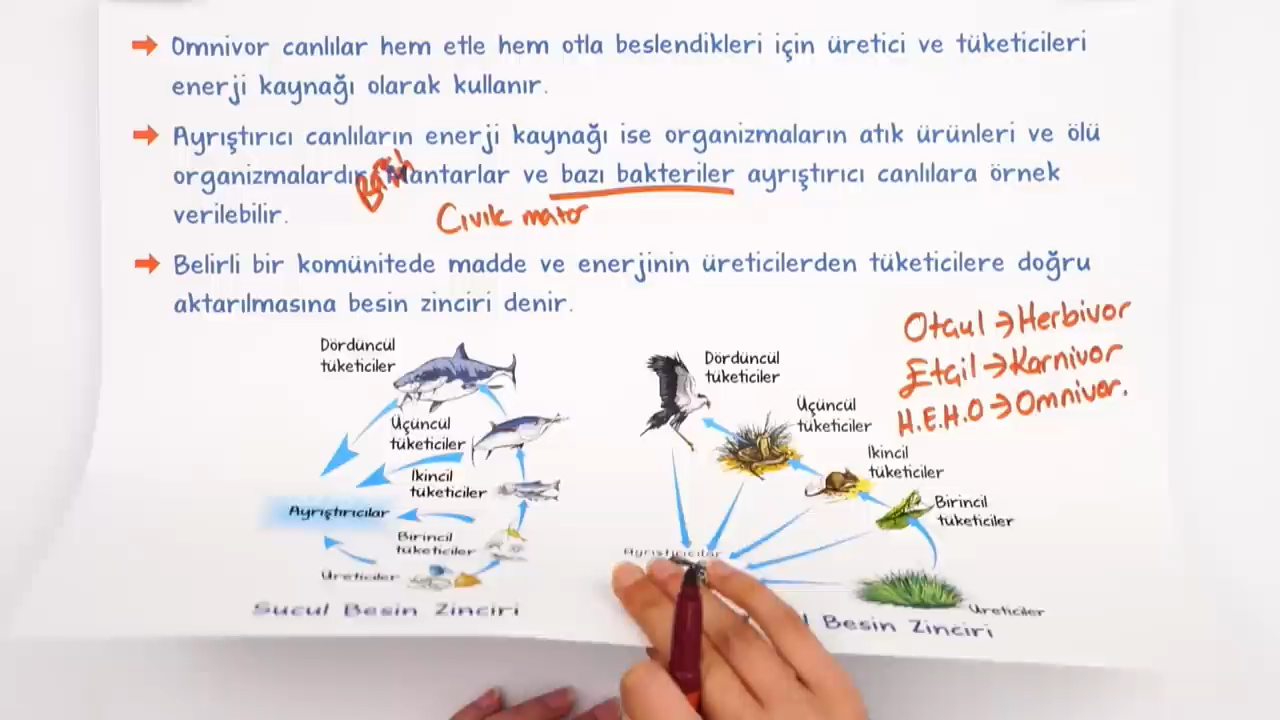 Omnivor canlılar hem etle hem otla beslendikleri için üretici ve tüketicileri
enerji kaynağı olarak kullanır.
Ayrıştırıcı canlıların enerji kaynağı ise organizmaların atık ürünleri ve ölü
organizmalardır. Mantarlar ve bazı bakteriler ayrıştırıcı canlılara örnek
verilebilir.
Cıvık
Belirli bir komünitede madde ve enerjinin üreticilerden tüketicilere doğru
aktarılmasına besin zinciri denir.
Otçul → Herbivor
Etçil → Karnivor
H.E.H.O → Omnivor.
Dördüncül
tüketiciler
Üçüncül
tüketiciler
İkincil
tüketiciler
Ayrıştırıcılar
Birincil
tüketiciler
Üreticiler
Sucul Besin Zinciri
Dördüncül
tüketiciler
Üçüncül
tüketiciler
İkincil
tüketiciler
Birincil
tüketiciler
Ayrıştırıcılar
Üreticiler
Besin Zinciri